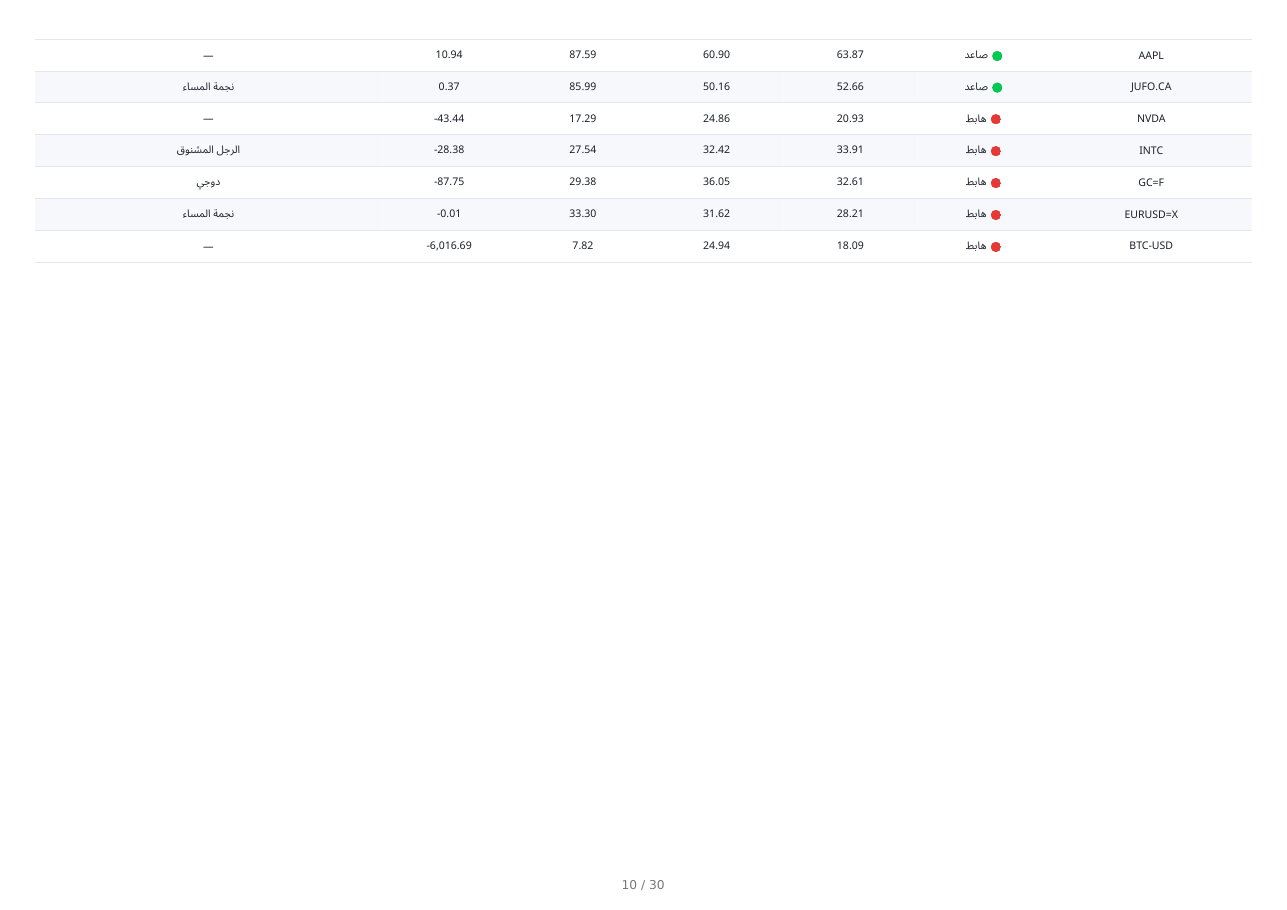 AAPL صاعد 63.87 60.90 87.59 10.94 —
JUFO.CA صاعد 52.66 50.16 85.99 0.37 نجمة المساء
NVDA هابط 20.93 24.86 17.29 -43.44 —
INTC هابط 33.91 32.42 27.54 -28.38 الرجل المشنوق
GC=F هابط 32.61 36.05 29.38 -87.75 دوجي
EURUSD=X هابط 28.21 31.62 33.30 -0.01 نجمة المساء
BTC-USD هابط 18.09 24.94 7.82 -6,016.69 —
10 / 30